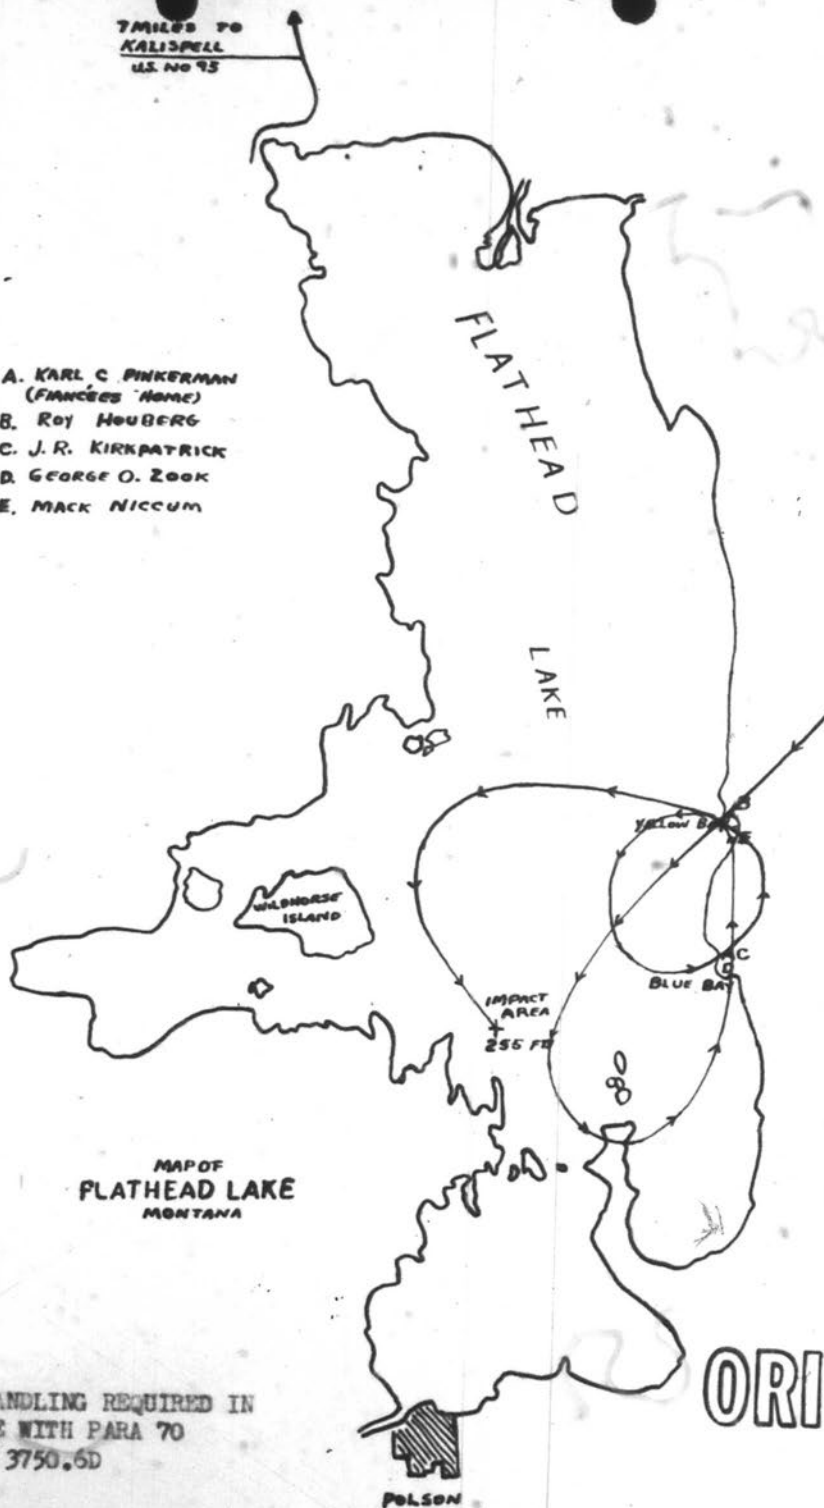 7 MILES TO
KALISPELL
U.S. NO 93
FLATHEAD
LAKE
A. KARL C. PINKERMAN
(FIANCÉES HOME)
B. ROY HOUBERG
C. J.R. KIRKPATRICK
D. GEORGE O. ZOOK
E. MACK NICCUM
B
YELLOW BAY
E
WILDHORSE
ISLAND
A C
D
BLUE BAY
IMPACT
AREA
255 FT
MAP OF
FLATHEAD LAKE
MONTANA
ORI
ANDLING REQUIRED IN
E WITH PARA 70
3750.6D
POLSON